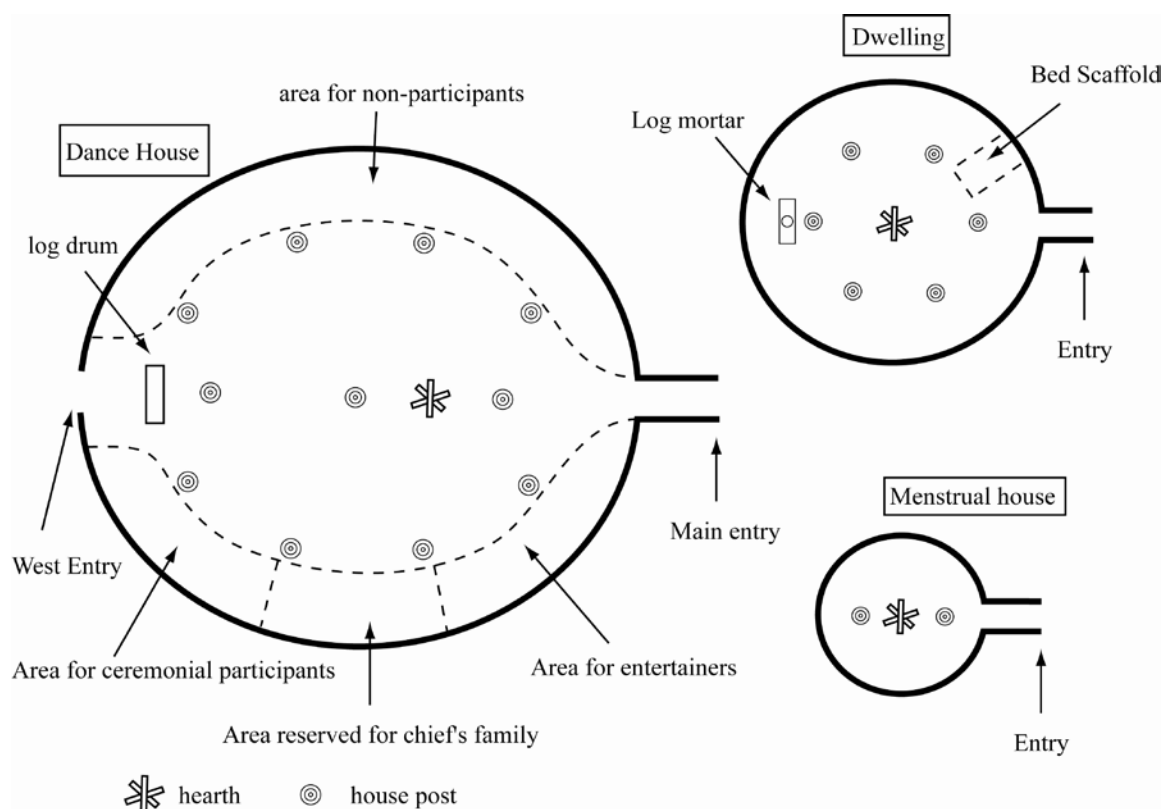 Dwelling
Bed Scaffold
area for non-participants
Log mortar
Dance House
log drum
Entry
Menstrual house
Main entry
West Entry
Area for ceremonial participants
Area for entertainers
Area reserved for chief's family
Entry
hearth
house post